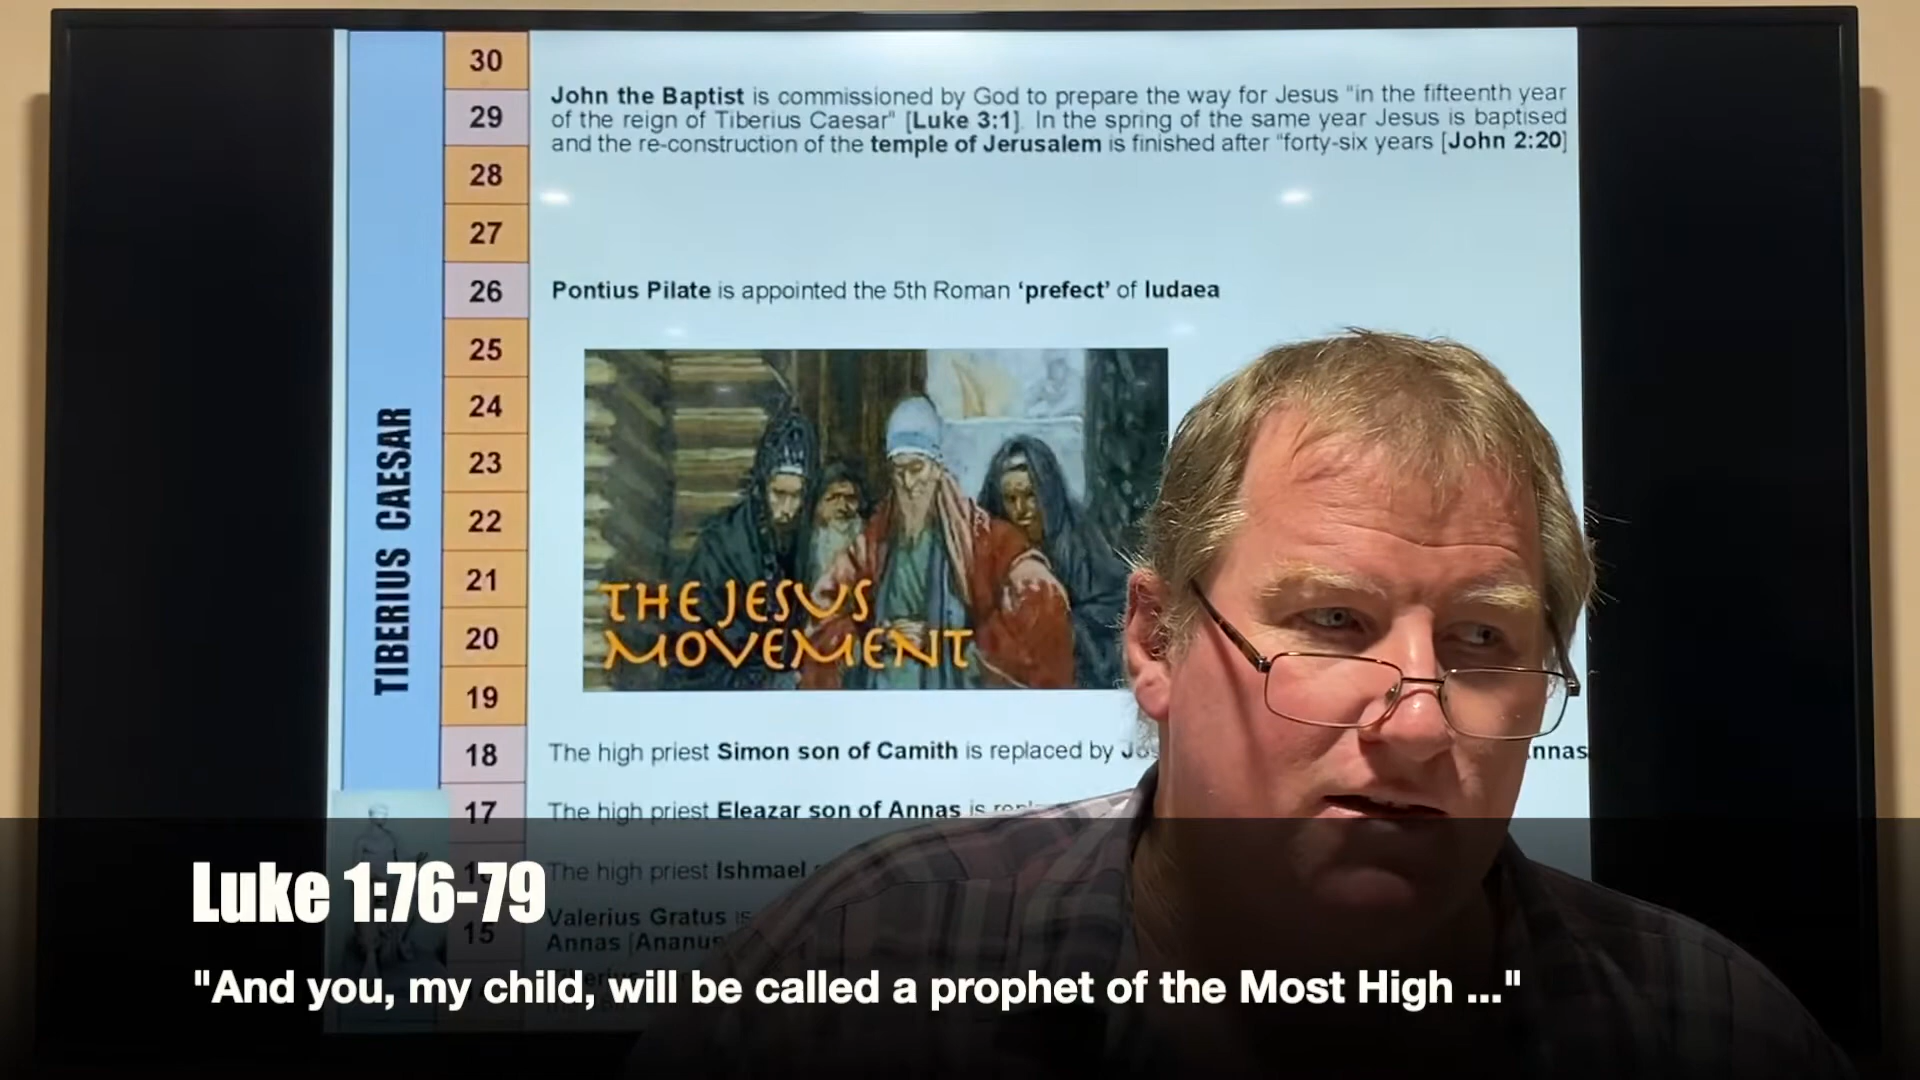 30
John the Baptist is commissioned by God to prepare the way for Jesus "in the fifteenth year
29
of the reign of Tiberius Caesar" [Luke 3:1]. In the spring of the same year Jesus is baptised
and the re-construction of the temple of Jerusalem is finished after "forty-six years [John 2:20]
28
27
26
Pontius Pilate is appointed the 5th Roman ‘prefect’ of Iudaea
25
24
23
22
21
20
19
TIBERIUS CAESAR
THE JESUS
MOVEMENT
18
The high priest Simon son of Camith is replaced by
17
The high priest Eleazar son of Annas is
The high priest Ishmael
Valerius Gratus is
15
Annas [Ananus
Luke 1:76-79
"And you, my child, will be called a prophet of the Most High ..."